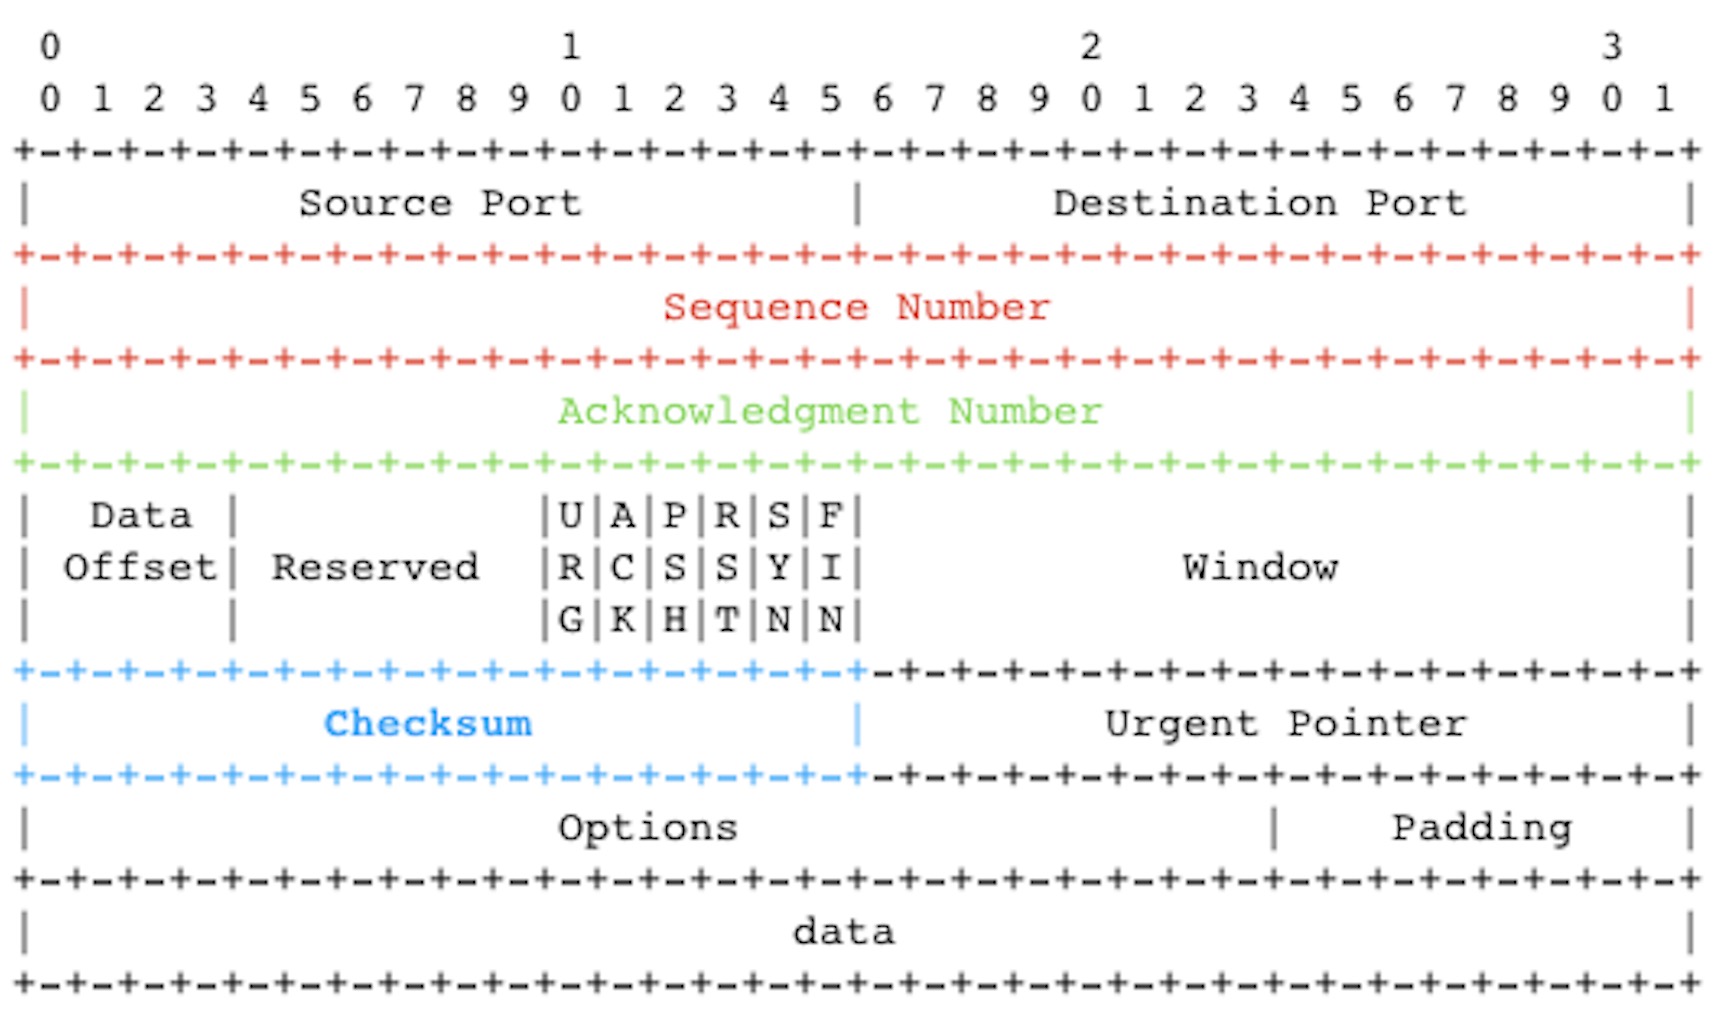 0                   1                   2                   3
 0 1 2 3 4 5 6 7 8 9 0 1 2 3 4 5 6 7 8 9 0 1 2 3 4 5 6 7 8 9 0 1
+-+-+-+-+-+-+-+-+-+-+-+-+-+-+-+-+-+-+-+-+-+-+-+-+-+-+-+-+-+-+-+-+
|          Source Port          |       Destination Port        |
+-+-+-+-+-+-+-+-+-+-+-+-+-+-+-+-+-+-+-+-+-+-+-+-+-+-+-+-+-+-+-+-+
|                        Sequence Number                        |
+-+-+-+-+-+-+-+-+-+-+-+-+-+-+-+-+-+-+-+-+-+-+-+-+-+-+-+-+-+-+-+-+
|                    Acknowledgment Number                      |
+-+-+-+-+-+-+-+-+-+-+-+-+-+-+-+-+-+-+-+-+-+-+-+-+-+-+-+-+-+-+-+-+
|  Data |           |U|A|P|R|S|F|                               |
| Offset| Reserved  |R|C|S|S|Y|I|            Window             |
|       |           |G|K|H|T|N|N|                               |
+-+-+-+-+-+-+-+-+-+-+-+-+-+-+-+-+-+-+-+-+-+-+-+-+-+-+-+-+-+-+-+-+
|           Checksum            |         Urgent Pointer        |
+-+-+-+-+-+-+-+-+-+-+-+-+-+-+-+-+-+-+-+-+-+-+-+-+-+-+-+-+-+-+-+-+
|                    Options                    |    Padding    |
+-+-+-+-+-+-+-+-+-+-+-+-+-+-+-+-+-+-+-+-+-+-+-+-+-+-+-+-+-+-+-+-+
|                             data                              |
+-+-+-+-+-+-+-+-+-+-+-+-+-+-+-+-+-+-+-+-+-+-+-+-+-+-+-+-+-+-+-+-+